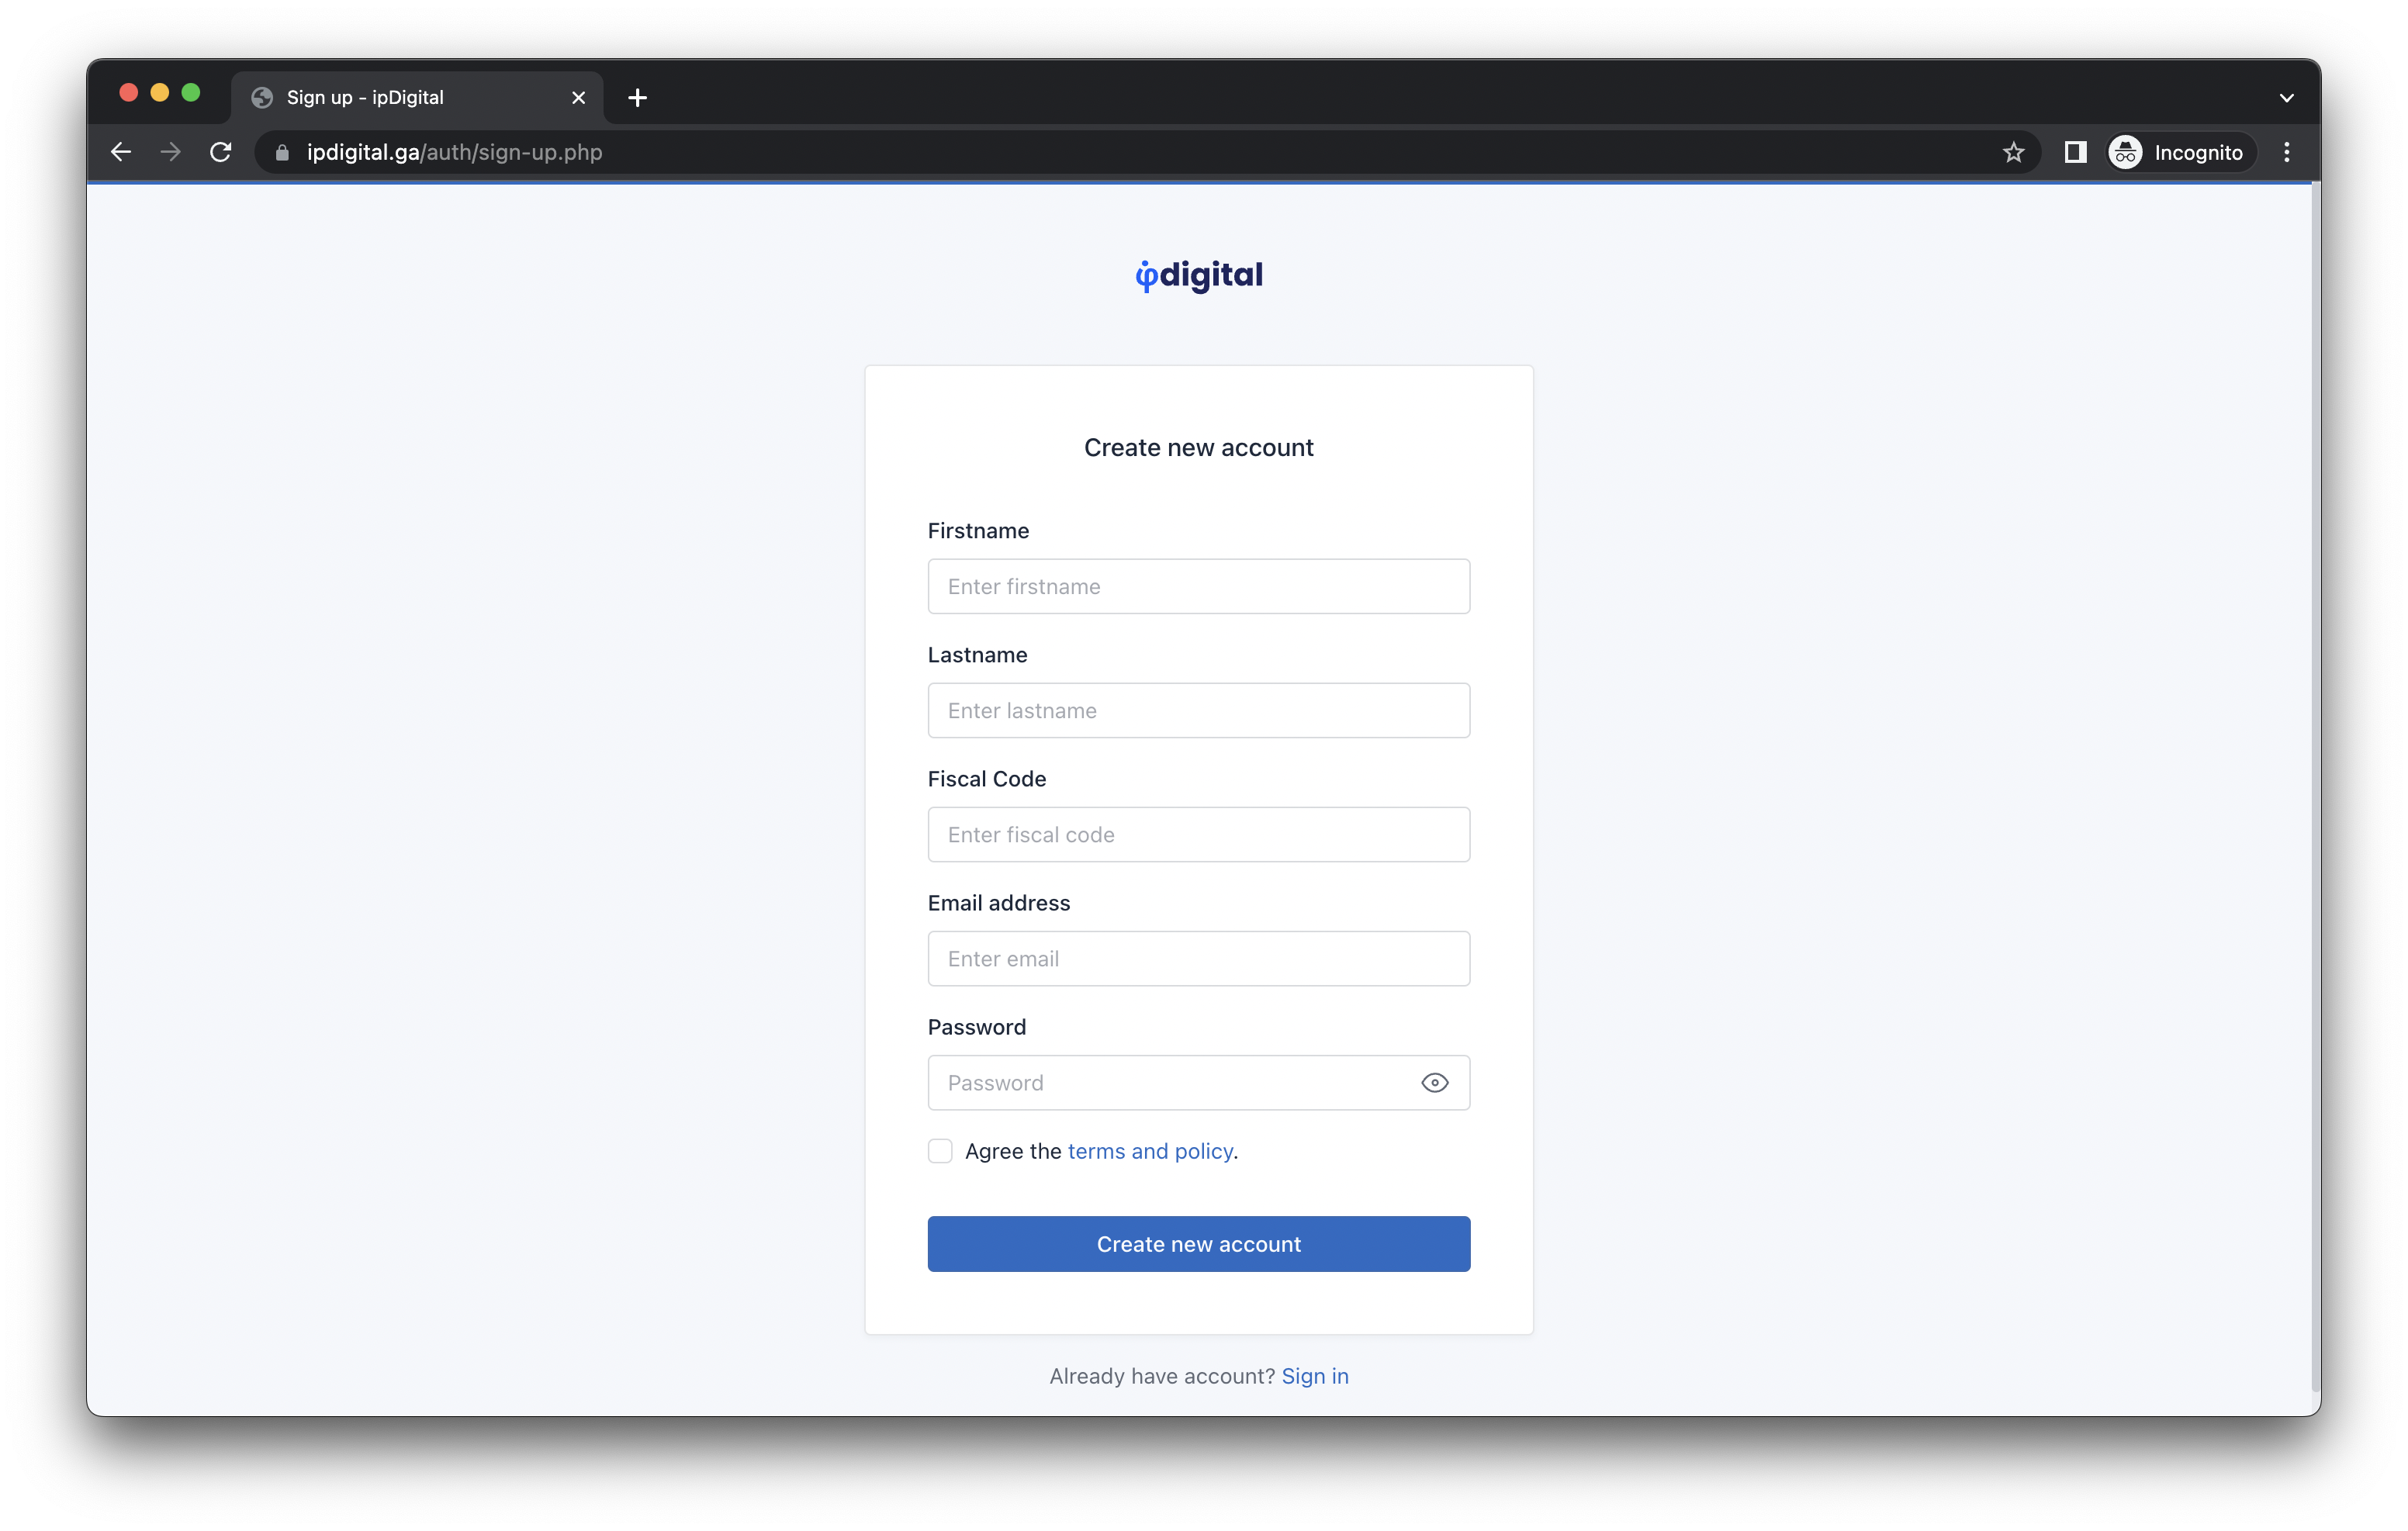 Sign up - ipDigital
ipdigital.ga/auth/sign-up.php
Incognito
ipdigital
Create new account
Firstname
Enter firstname
Lastname
Enter lastname
Fiscal Code
Enter fiscal code
Email address
Enter email
Password
Password
Agree the terms and policy.
Create new account
Already have account? Sign in